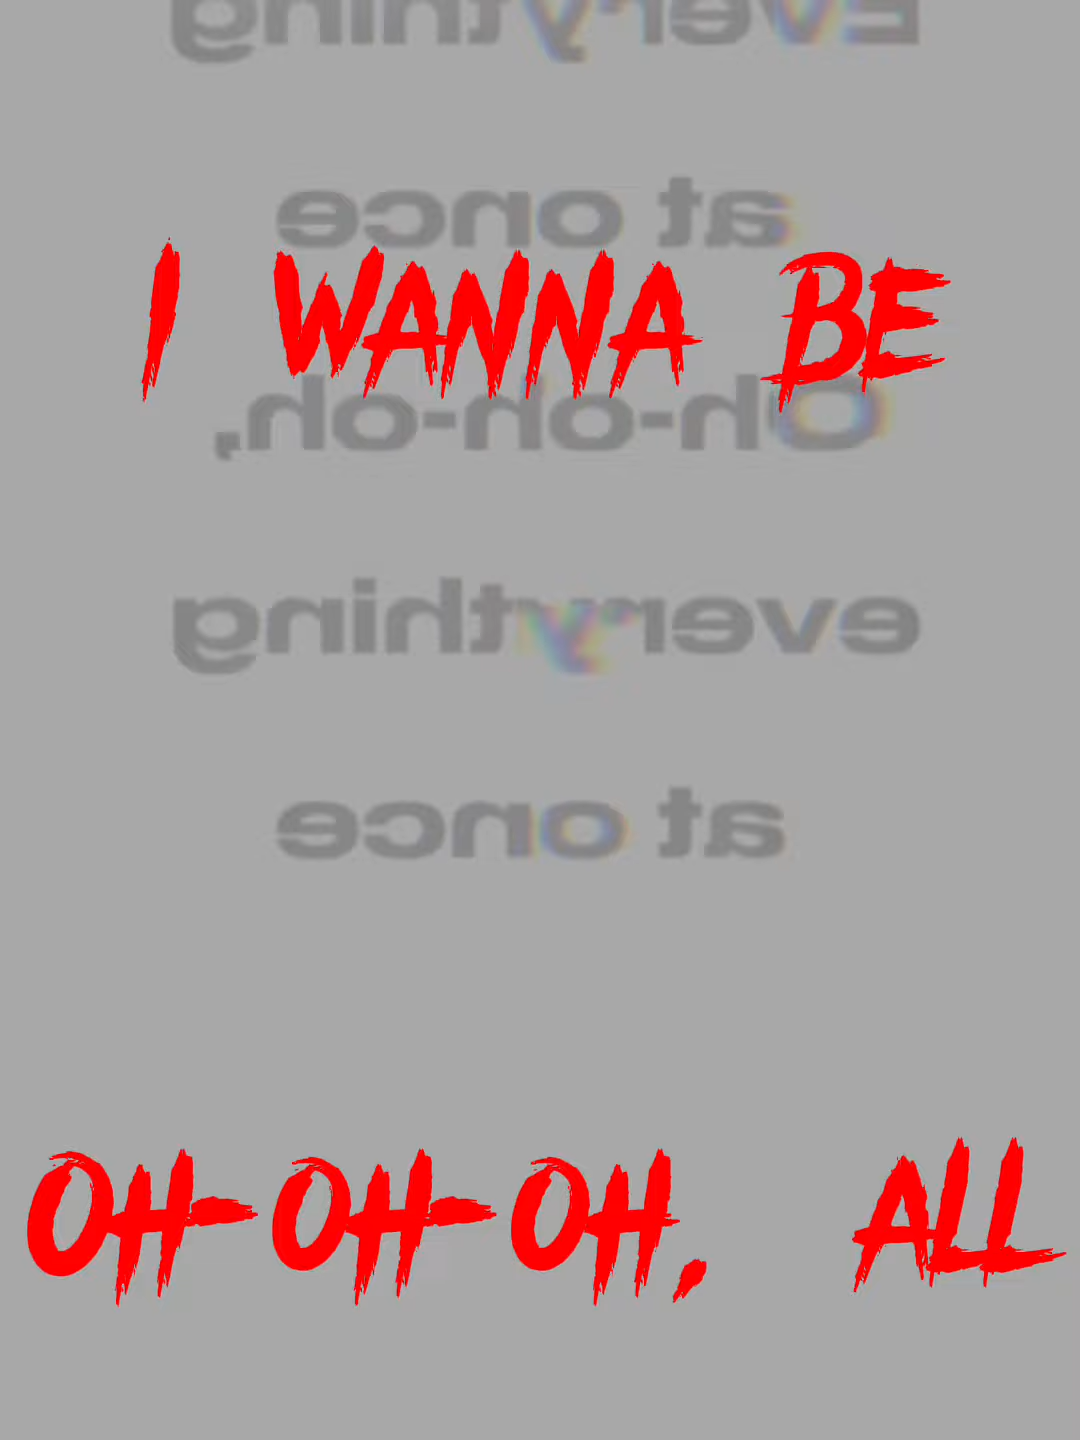 Everything
at once
I WANNA BE
Oh-oh-oh,
everything
at once
OH-OH-OH, ALL